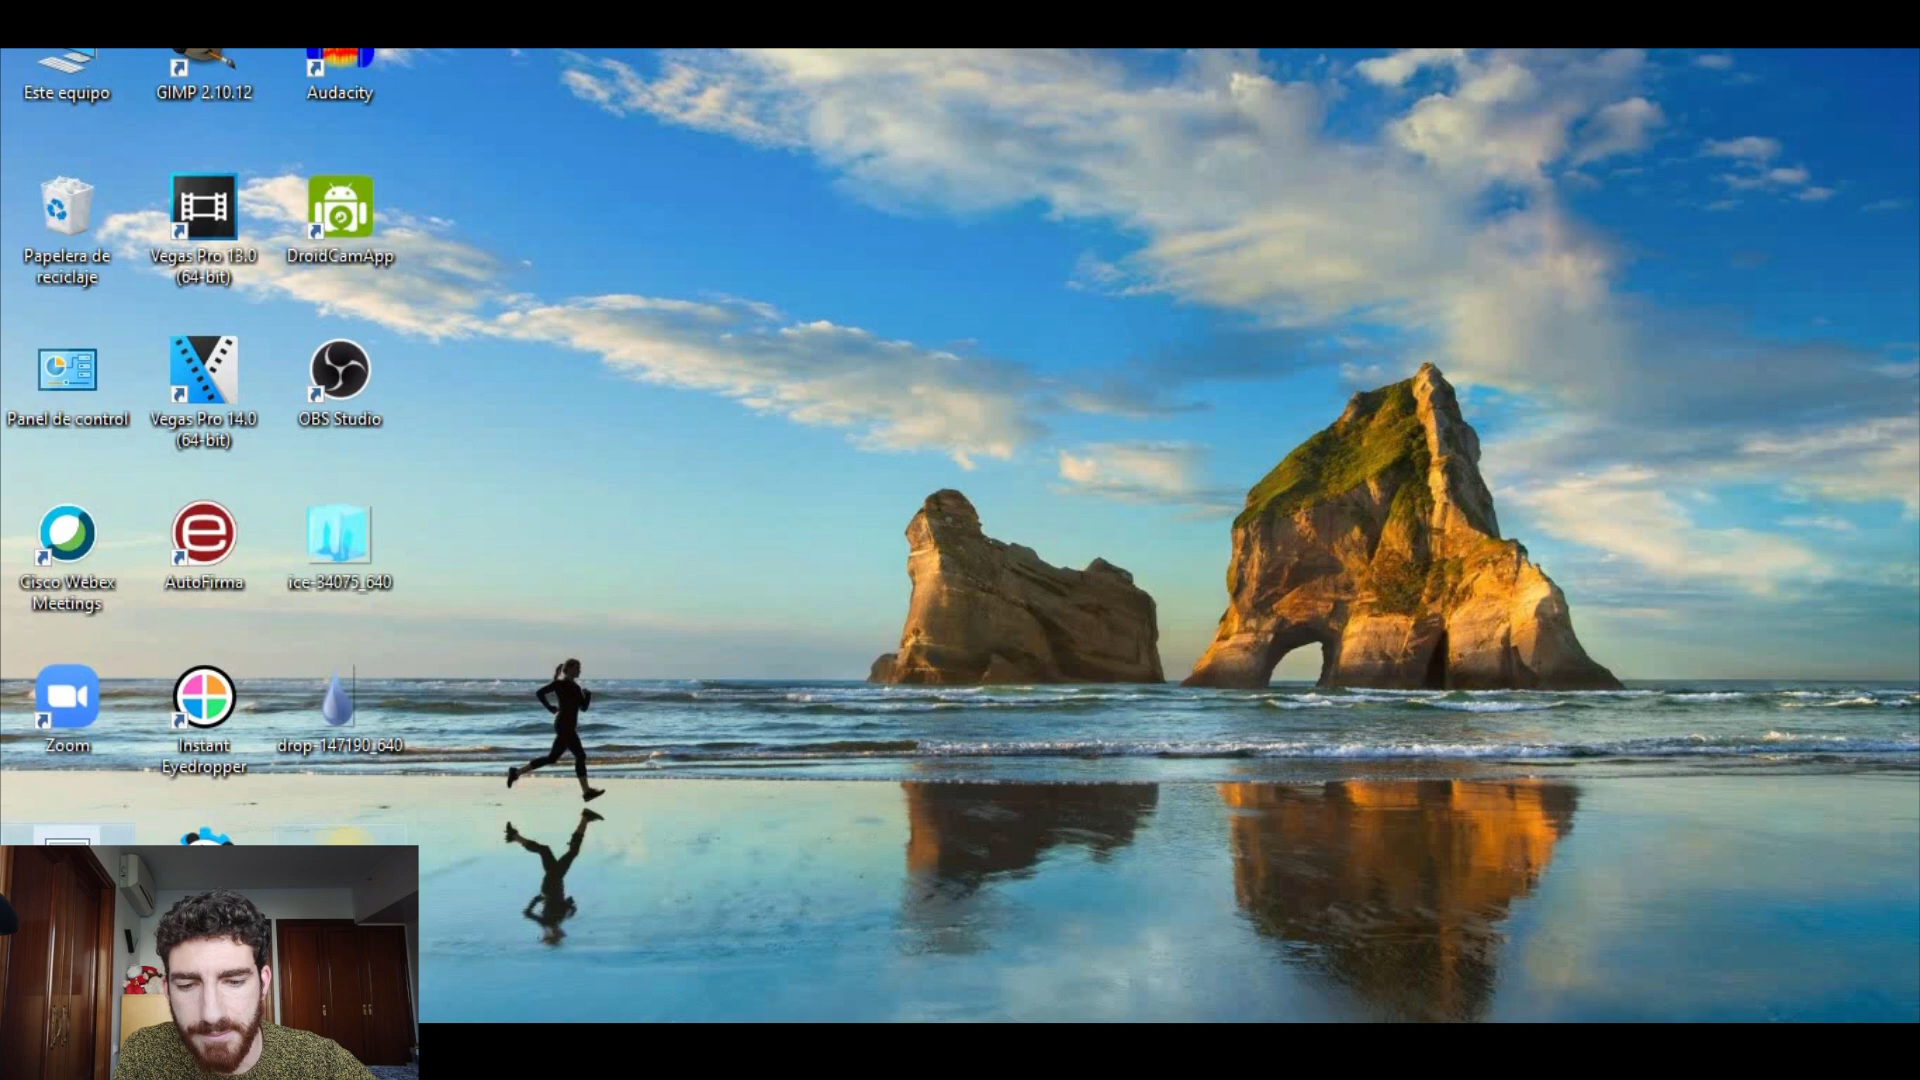 Este equipo
GIMP 2.10.12
Audacity
Papelera de
reciclaje
Vegas Pro 13.0
(64-bit)
DroidCamApp
Panel de control
Vegas Pro 14.0
(64-bit)
OBS Studio
Cisco Webex
Meetings
AutoFirma
ice-34075_640
Zoom
Instant
Eyedropper
drop-147190_640